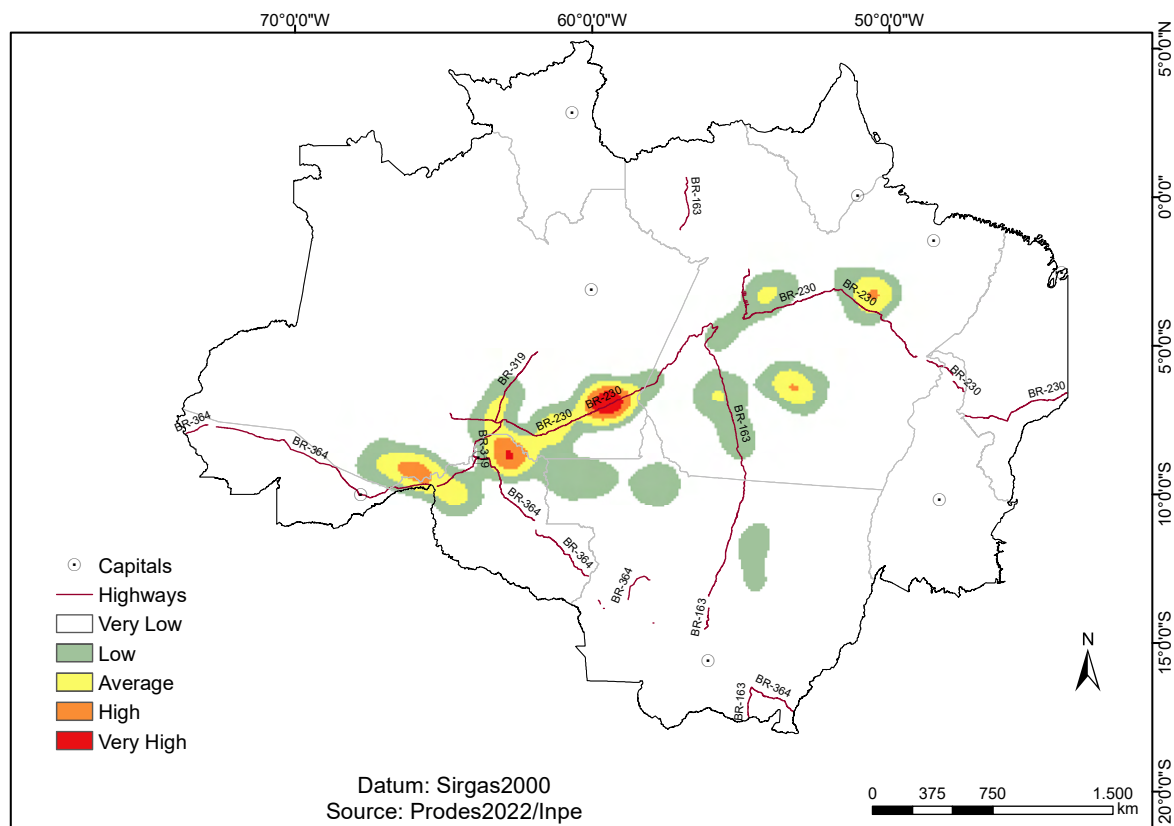 70°0'0"W 60°0'0"W 50°0'0"W
5°0'0"N
0°0'0"
5°0'0"S
10°0'0"S
15°0'0"S
20°0'0"S
BR-163
BR-230
BR-230
BR-319
BR-230
BR-230
BR-230
BR-230
BR-163
BR-364
BR-364
BR-319
BR-364
BR-364
BR-364
BR-163
BR-163
BR-364
Capitals
Highways
Very Low
Low
Average
High
Very High
N
Datum: Sirgas2000
Source: Prodes2022/Inpe
0 375 750 1.500
km